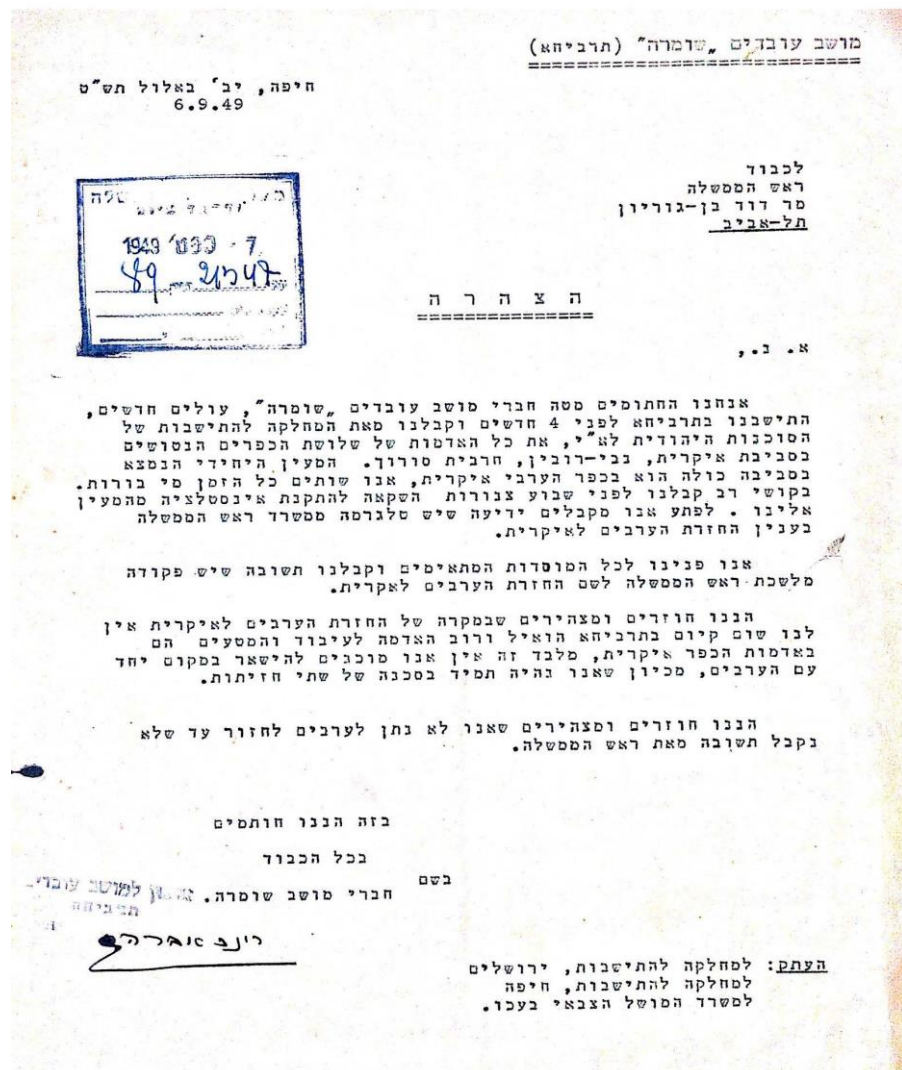 מושב עובדים „שומרה" (תרביחא)
חיפה, יב' באלול תש"ט
6.9.49
לכבוד
ראש הממשלה
מר דוד בן-גוריון
תל-אביב
7 - ספט' 1949
ה צ ה ר ה
א. נ.,
אנחנו החתומים מטה חברי מושב עובדים „שומרה", עולים חדשים,
התישבנו בתרביחא לפני 4 חדשים וקבלנו מאת המחלקה להתישבות של
הסוכנות היהודית לא"י, את כל האדמות של שלושת הכפרים הנטושים
בסביבת איקרית, נבי-רובין, חרבית סורוך. המעין היחידי הנמצא
בסביבה כולה הוא בכפר הערבי איקרית, אנו שותים כל הזמן מי בורות.
בקושי רב קבלנו לפני שבוע צנורות השקאה להתקנת אינסטלציה מהמעין
אלינו . לפתע אנו מקבלים ידיעה שיש טלגרמה ממשרד ראש הממשלה
בענין החזרת הערבים לאיקרית.
אנו פנינו לכל המוסדות המתאימים וקבלנו תשובה שיש פקודה
מלשכת ראש הממשלה לשם החזרת הערבים לאקרית.
הננו חוזרים ומצהירים שבמקרה של החזרת הערבים לאיקרית אין
לנו שום קיום בתרביחא הואיל ורוב האדמה לעיבוד והמטעים הם
באדמות הכפר איקרית, מלבד זה אין אנו מוכנים להישאר במקום יחד
עם הערבים, מכיון שאנו נהיה תמיד בסכנה של שתי חזיתות.
הננו חוזרים ומצהירים שאנו לא נתן לערבים לחזור עד שלא
נקבל תשובה מאת ראש הממשלה.
בזה הננו חותמים
בכל הכבוד
בשם
חברי מושב שומרה.
למושב עובדים
תרביחה
העתק: למחלקה להתישבות, ירושלים
למחלקה להתישבות, חיפה
למשרד המושל הצבאי בעכו.